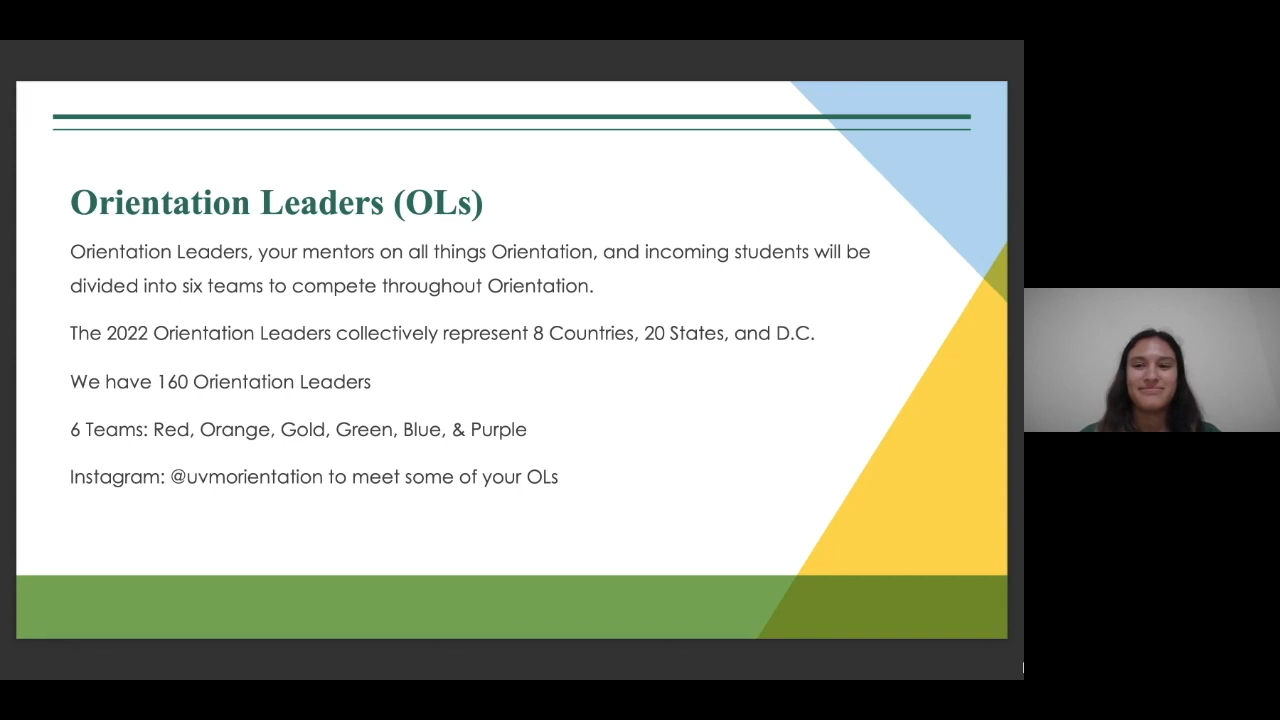 Orientation Leaders (OLs)
Orientation Leaders, your mentors on all things Orientation, and incoming students will be
divided into six teams to compete throughout Orientation.
The 2022 Orientation Leaders collectively represent 8 Countries, 20 States, and D.C.
We have 160 Orientation Leaders
6 Teams: Red, Orange, Gold, Green, Blue, & Purple
Instagram: @uvmorientation to meet some of your OLs